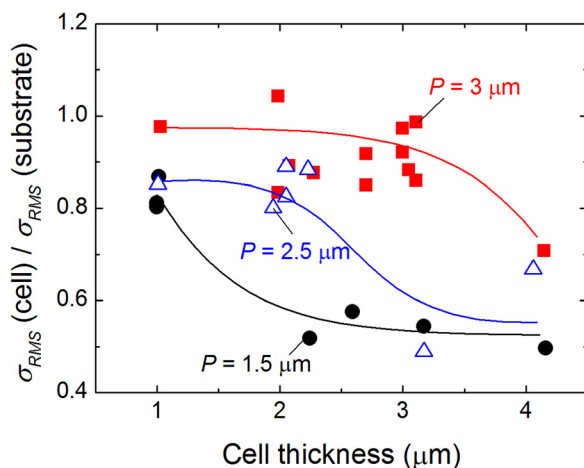 1.2
1.0
0.8
0.6
0.4
σRMS (cell) / σRMS (substrate)
P = 3 μm
P = 2.5 μm
P = 1.5 μm
1 2 3 4
Cell thickness (μm)